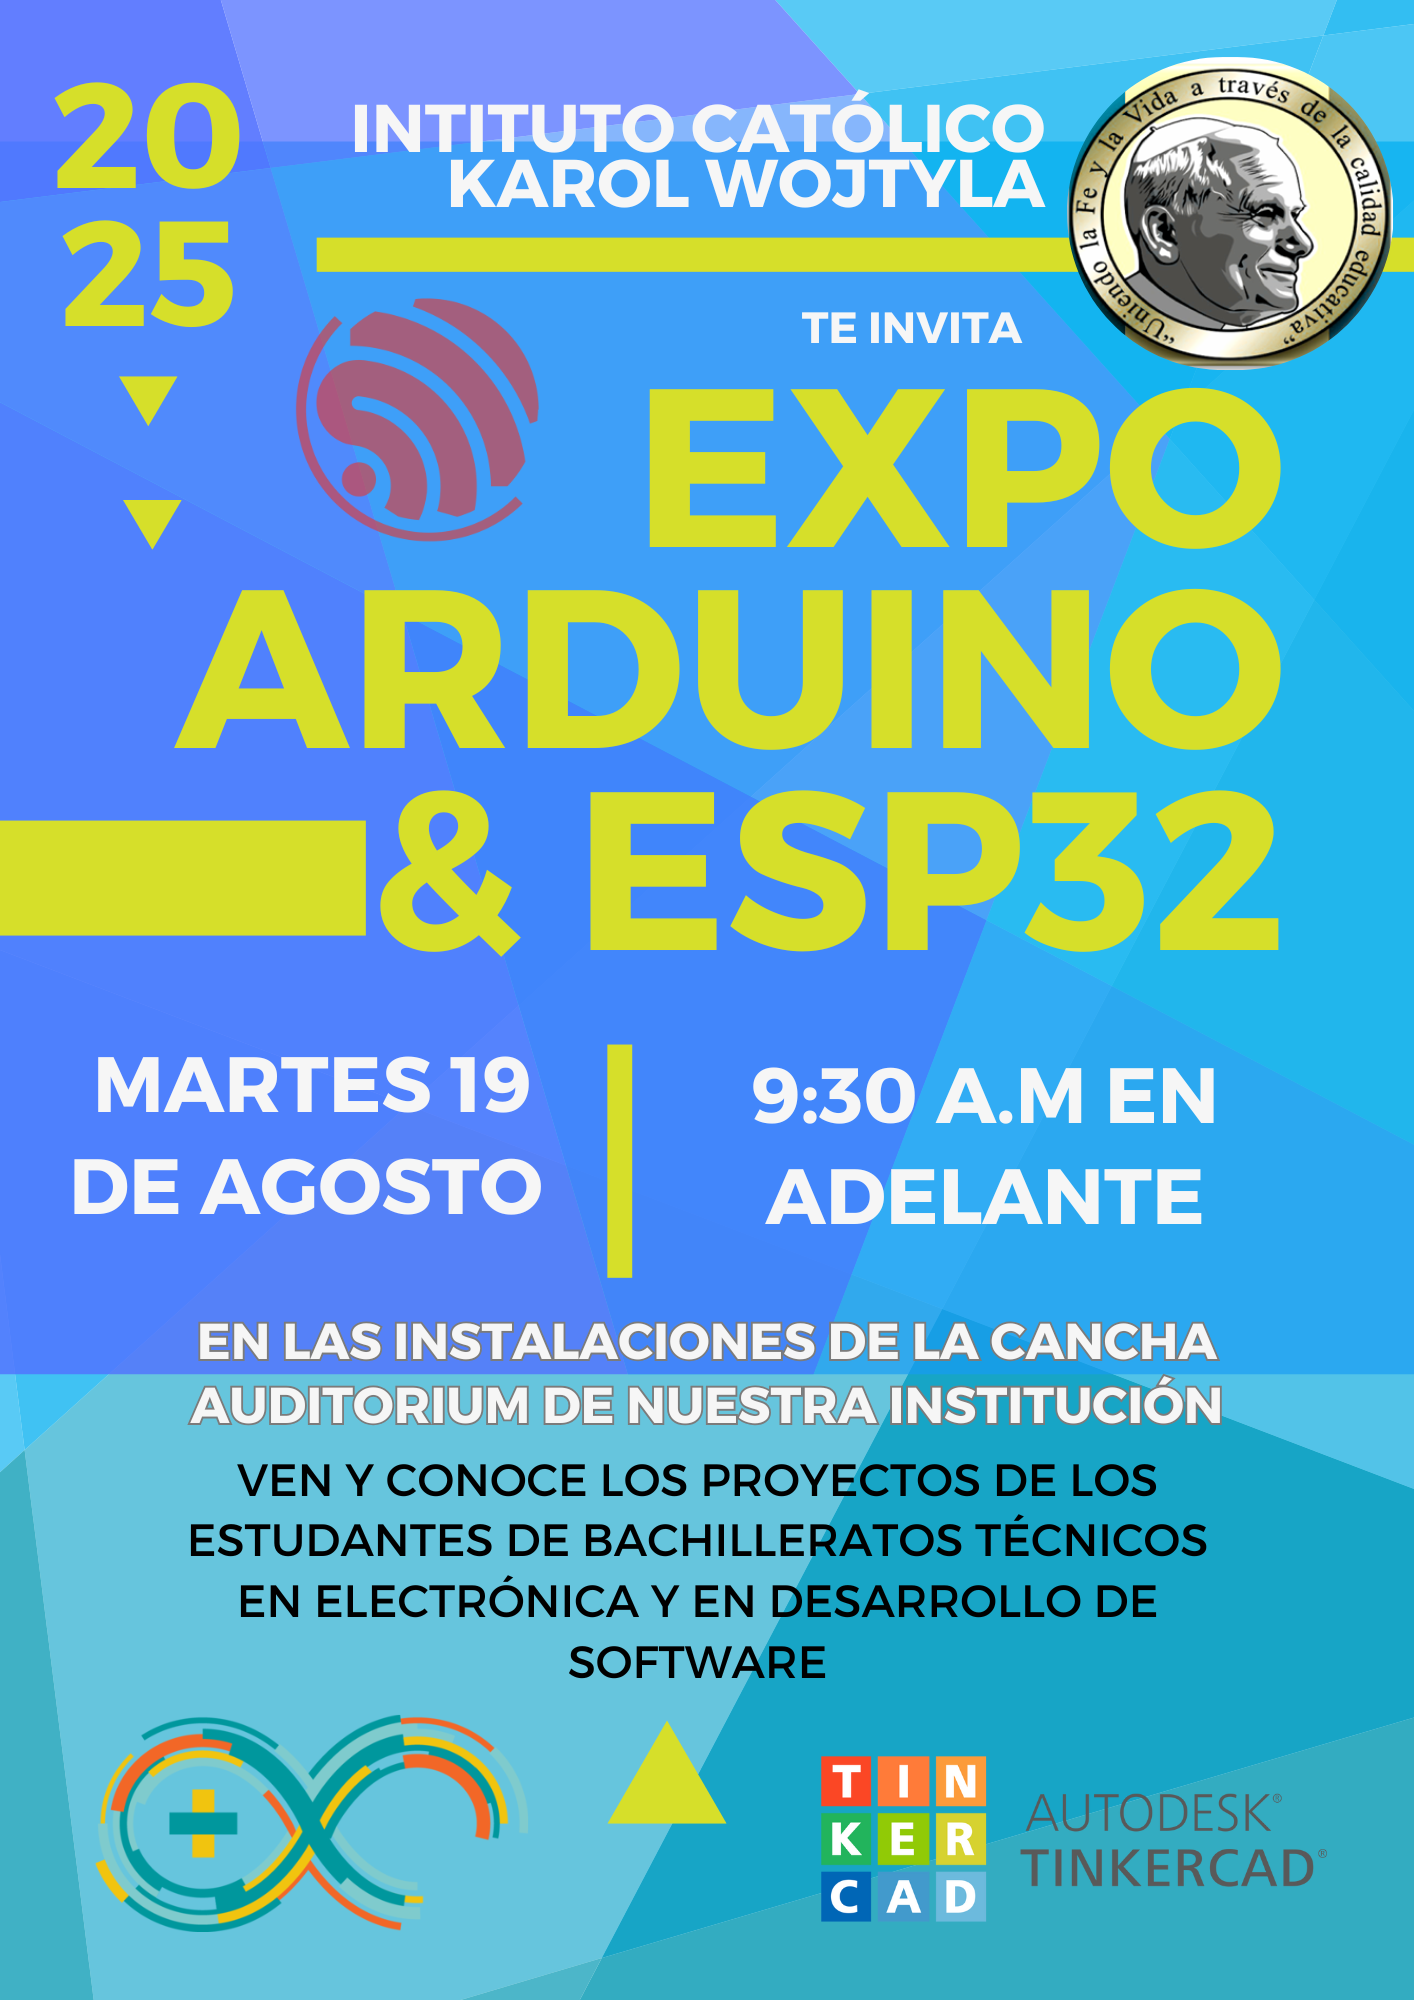 20
25
INTITUTO CATÓLICO
KAROL WOJTYLA
"Uniendo la Fe y la Vida a través de la calidad educativa"
TE INVITA
EXPO
ARDUINO
& ESP32
MARTES 19
DE AGOSTO
9:30 A.M EN
ADELANTE
EN LAS INSTALACIONES DE LA CANCHA
AUDITORIUM DE NUESTRA INSTITUCIÓN
VEN Y CONOCE LOS PROYECTOS DE LOS
ESTUDANTES DE BACHILLERATOS TÉCNICOS
EN ELECTRÓNICA Y EN DESARROLLO DE
SOFTWARE
TIN
KER
CAD
AUTODESK®
TINKERCAD®